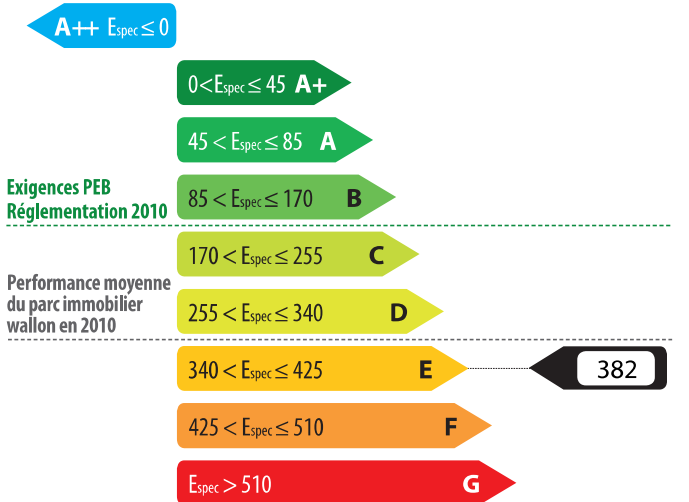 A++ Espec ≤ 0
0 < Espec ≤ 45 A+
45 < Espec ≤ 85 A
Exigences PEB
Réglementation 2010
85 < Espec ≤ 170 B
170 < Espec ≤ 255 C
Performance moyenne
du parc immobilier
wallon en 2010
255 < Espec ≤ 340 D
340 < Espec ≤ 425 E
382
425 < Espec ≤ 510 F
Espec > 510 G